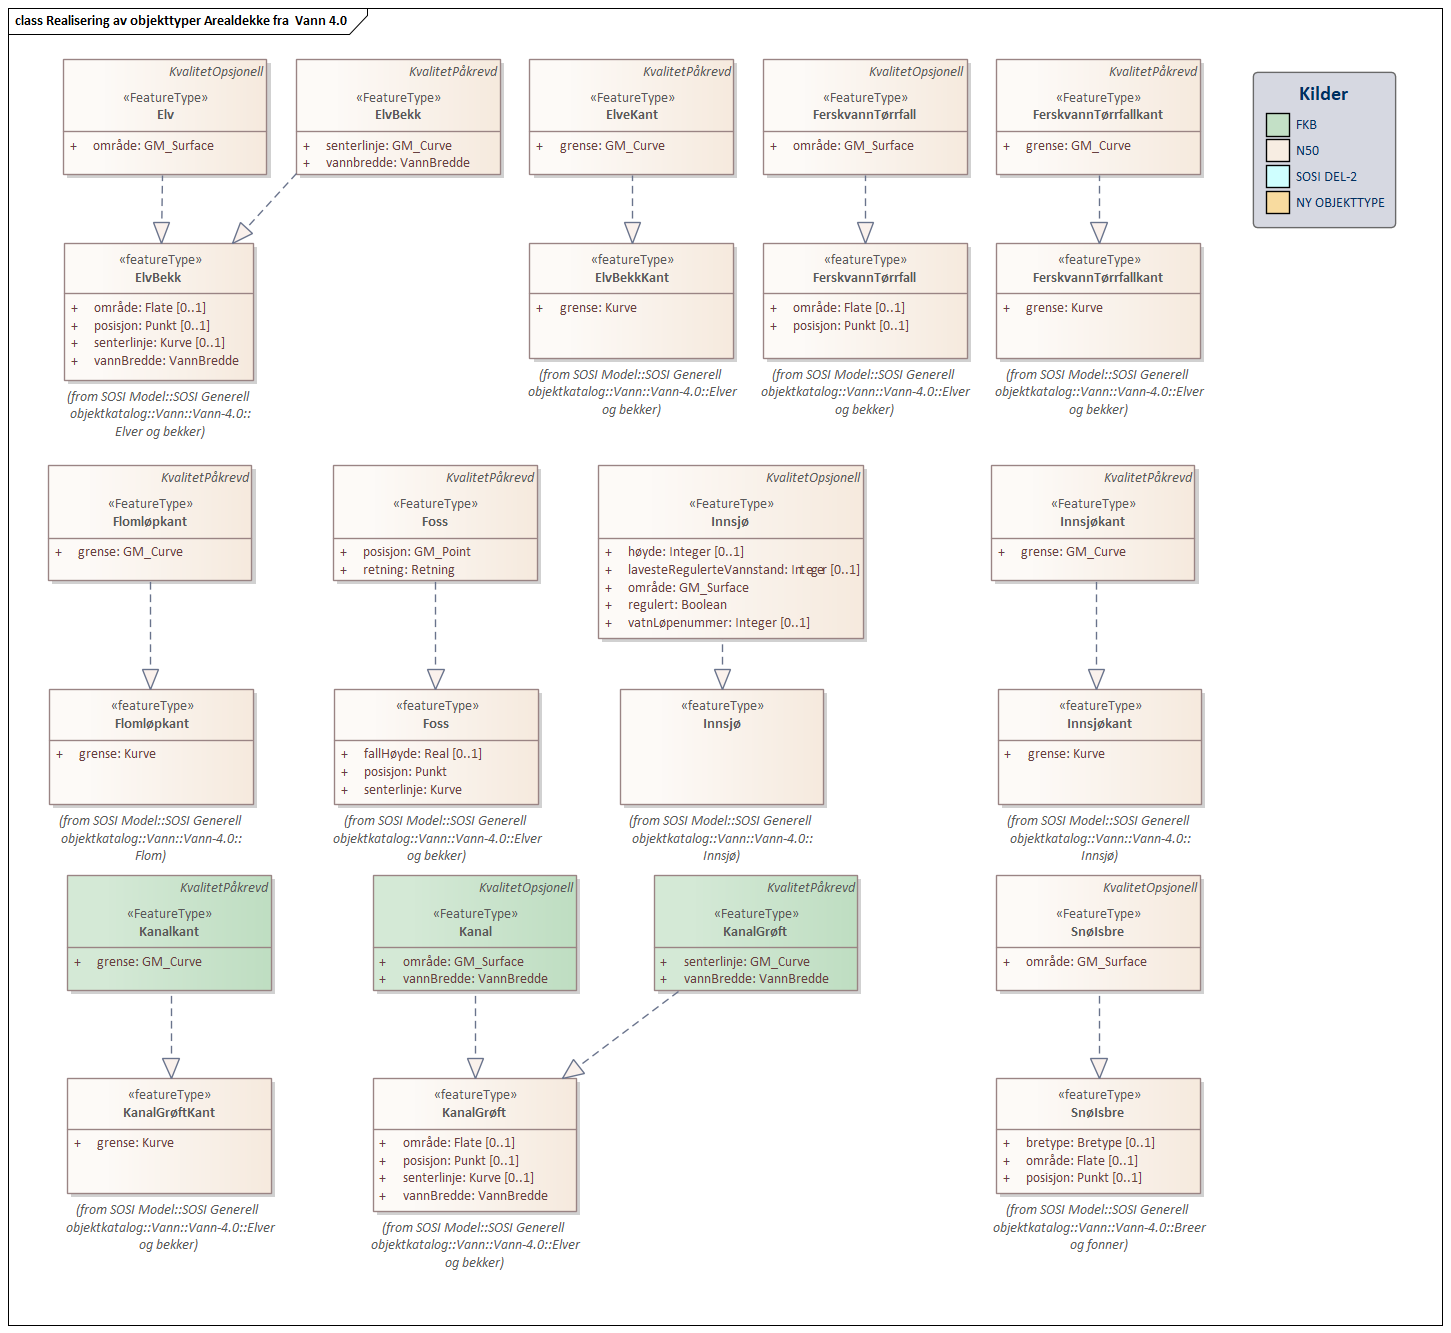 class Realisering av objekttyper Arealdekke fra Vann 4.0
KvalitetOpsjonell
«FeatureType»
Elv
+ område: GM_Surface
KvalitetPåkrevd
«FeatureType»
ElvBekk
+ senterlinje: GM_Curve
+ vannbredde: VannBredde
KvalitetPåkrevd
«FeatureType»
ElveKant
+ grense: GM_Curve
KvalitetOpsjonell
«FeatureType»
FerskvannTørrfall
+ område: GM_Surface
KvalitetPåkrevd
«FeatureType»
FerskvannTørrfallkant
+ grense: GM_Curve
Kilder
FKB
N50
SOSI DEL-2
NY OBJEKTTYPE
«featureType»
ElvBekk
+ område: Flate [0..1]
+ posisjon: Punkt [0..1]
+ senterlinje: Kurve [0..1]
+ vannBredde: VannBredde
(from SOSI Model::SOSI Generell
objektkatalog::Vann::Vann-4.0::
Elver og bekker)
«featureType»
ElvBekkKant
+ grense: Kurve
(from SOSI Model::SOSI Generell
objektkatalog::Vann::Vann-4.0::Elver
og bekker)
«featureType»
FerskvannTørrfall
+ område: Flate [0..1]
+ posisjon: Punkt [0..1]
(from SOSI Model::SOSI Generell
objektkatalog::Vann::Vann-4.0::Elver
og bekker)
«featureType»
FerskvannTørrfallkant
+ grense: Kurve
(from SOSI Model::SOSI Generell
objektkatalog::Vann::Vann-4.0::Elver
og bekker)
KvalitetPåkrevd
«FeatureType»
Flomløpkant
+ grense: GM_Curve
KvalitetPåkrevd
«FeatureType»
Foss
+ posisjon: GM_Point
+ retning: Retning
KvalitetOpsjonell
«FeatureType»
Innsjø
+ høyde: Integer [0..1]
+ lavesteRegulerteVannstand: Integer [0..1]
+ område: GM_Surface
+ regulert: Boolean
+ vatnLøpenummer: Integer [0..1]
KvalitetPåkrevd
«FeatureType»
Innsjøkant
+ grense: GM_Curve
«featureType»
Flomløpkant
+ grense: Kurve
(from SOSI Model::SOSI Generell
objektkatalog::Vann::Vann-4.0::
Flom)
«featureType»
Foss
+ fallHøyde: Real [0..1]
+ posisjon: Punkt
+ senterlinje: Kurve
(from SOSI Model::SOSI Generell
objektkatalog::Vann::Vann-4.0::Elver
og bekker)
«featureType»
Innsjø
(from SOSI Model::SOSI Generell
objektkatalog::Vann::Vann-4.0::
Innsjø)
«featureType»
Innsjøkant
+ grense: Kurve
(from SOSI Model::SOSI Generell
objektkatalog::Vann::Vann-4.0::
Innsjø)
KvalitetPåkrevd
«FeatureType»
Kanalkant
+ grense: GM_Curve
KvalitetOpsjonell
«FeatureType»
Kanal
+ område: GM_Surface
+ vannBredde: VannBredde
KvalitetPåkrevd
«FeatureType»
KanalGrøft
+ senterlinje: GM_Curve
+ vannBredde: VannBredde
KvalitetOpsjonell
«FeatureType»
SnøIsbre
+ område: GM_Surface
«featureType»
KanalGrøftKant
+ grense: Kurve
(from SOSI Model::SOSI Generell
objektkatalog::Vann::Vann-4.0::Elver
og bekker)
«featureType»
KanalGrøft
+ område: Flate [0..1]
+ posisjon: Punkt [0..1]
+ senterlinje: Kurve [0..1]
+ vannBredde: VannBredde
(from SOSI Model::SOSI Generell
objektkatalog::Vann::Vann-4.0::Elver
og bekker)
«featureType»
SnøIsbre
+ bretype: Bretype [0..1]
+ område: Flate [0..1]
+ posisjon: Punkt [0..1]
(from SOSI Model::SOSI Generell
objektkatalog::Vann::Vann-4.0::Breer
og fonner)